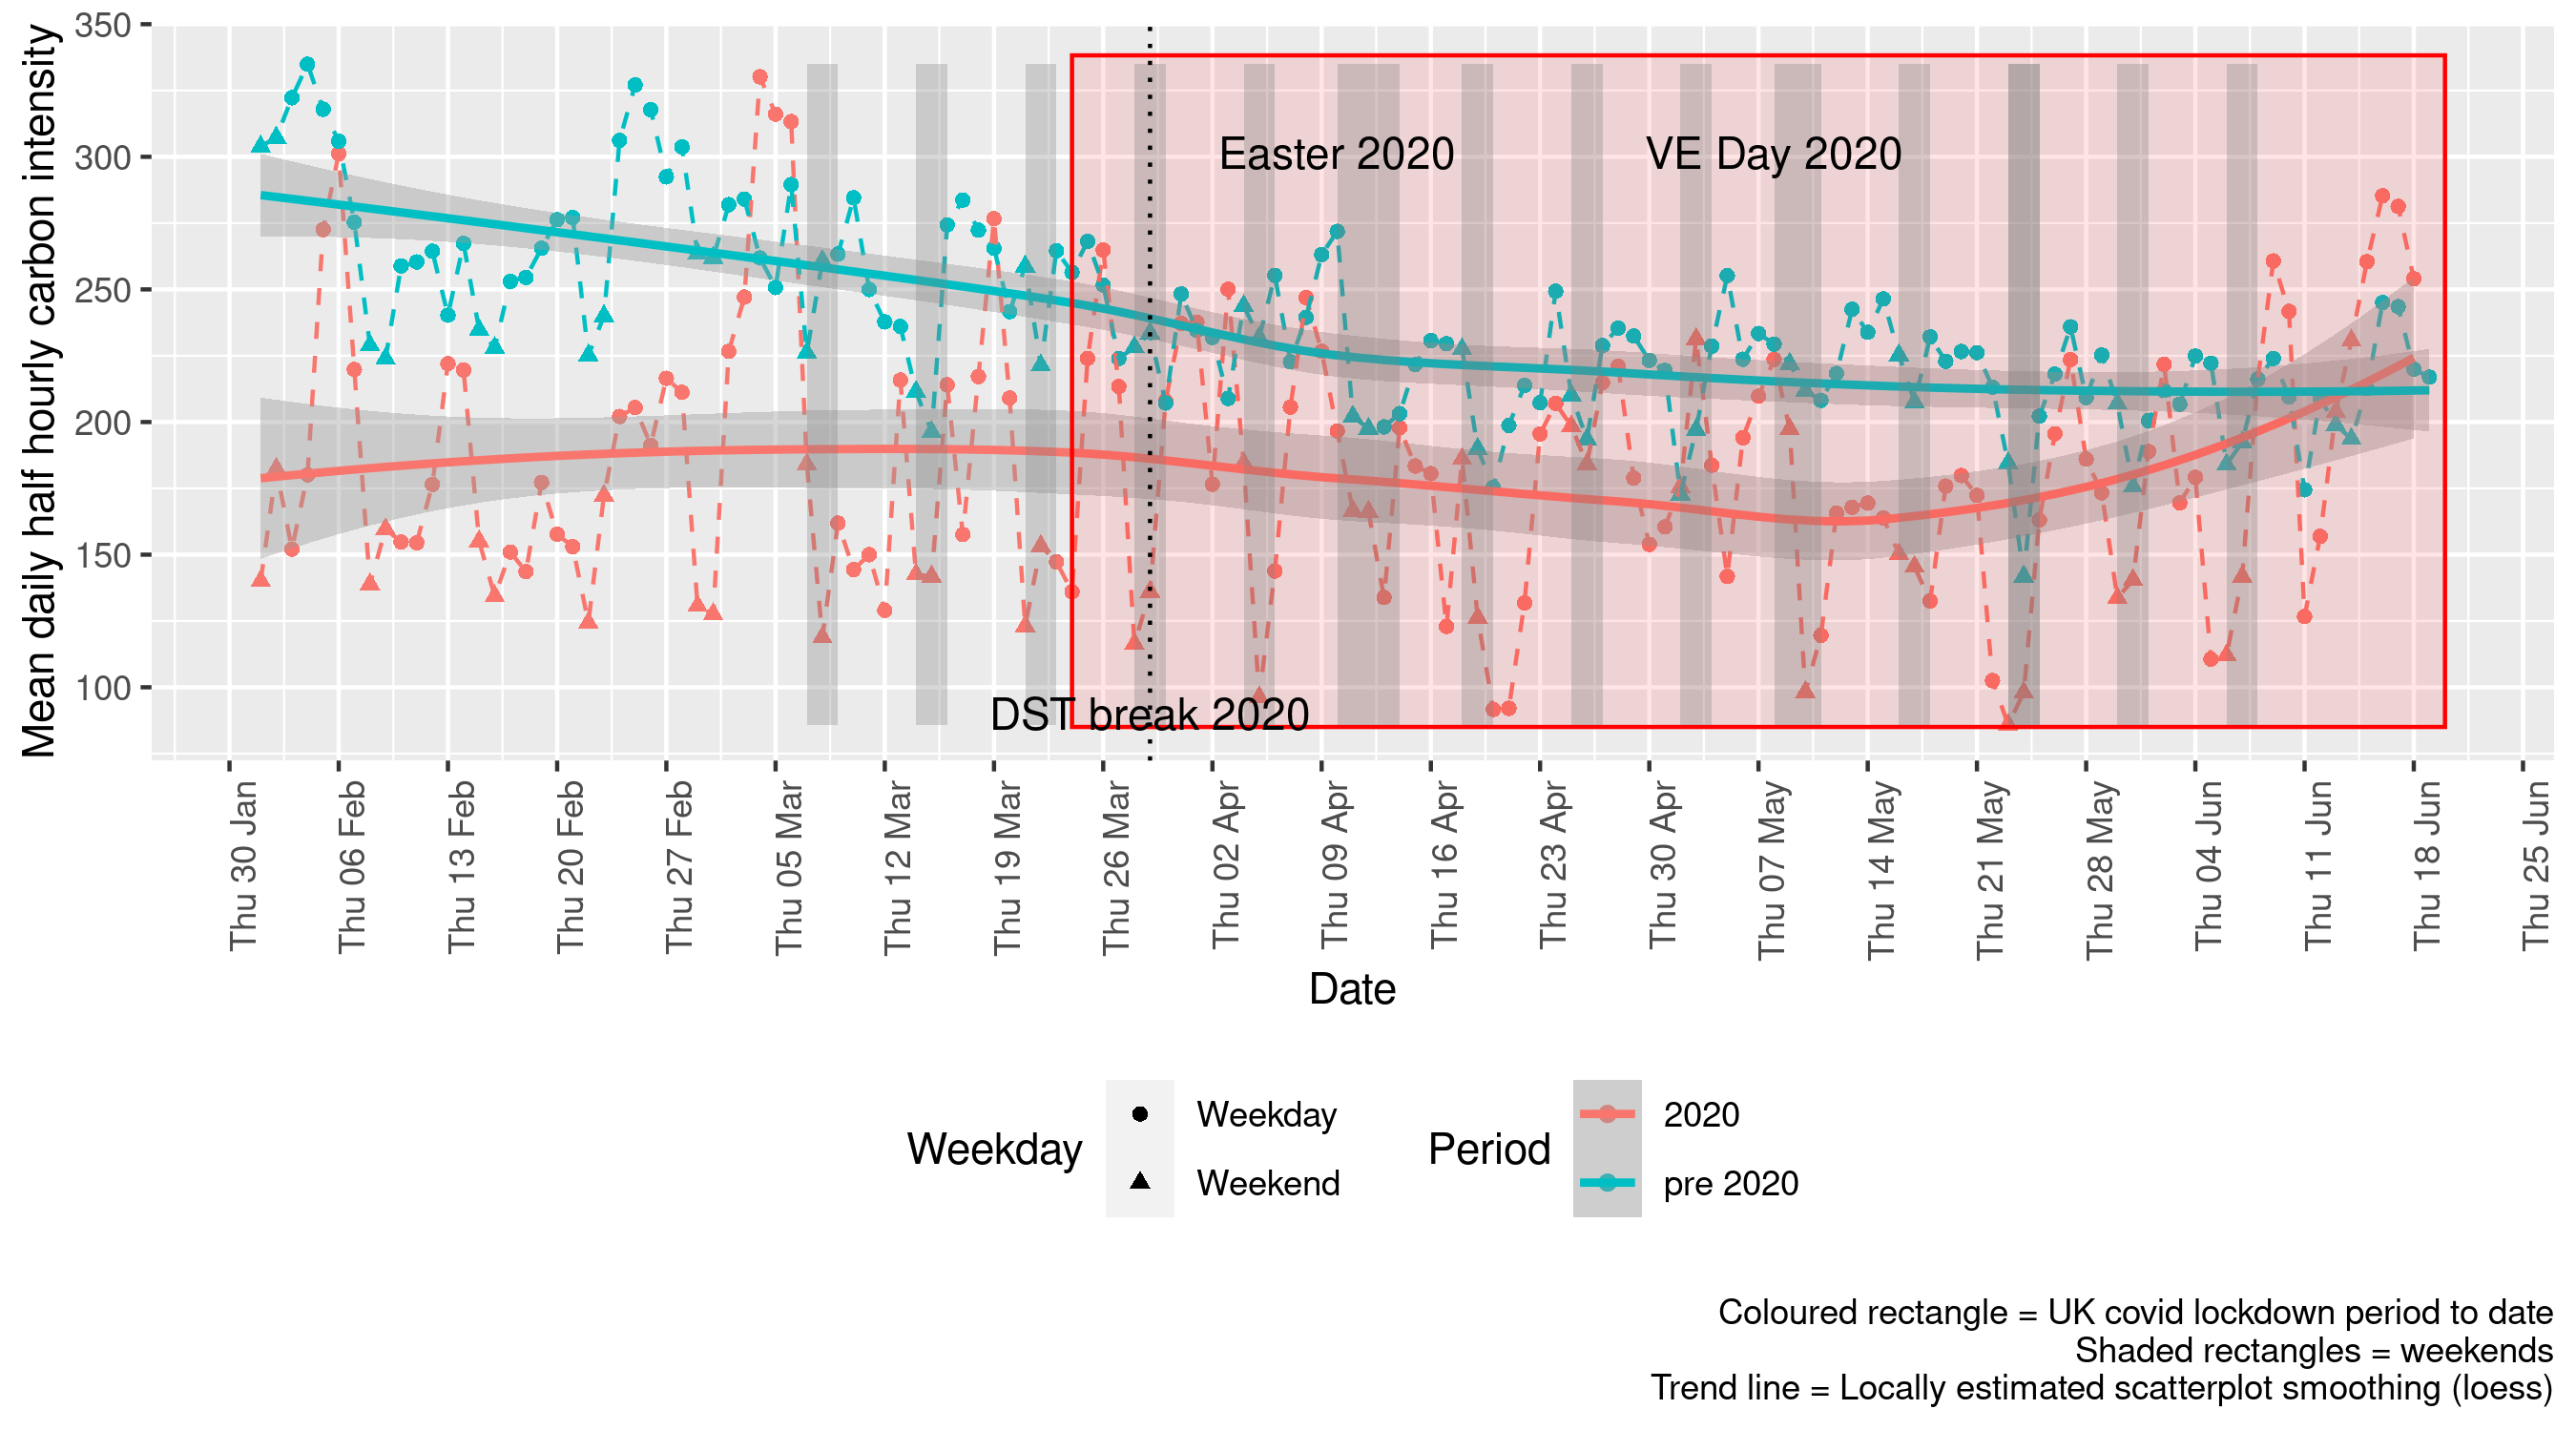 Mean daily half hourly carbon intensity
350
300
250
200
150
100
Easter 2020
VE Day 2020
DST break 2020
Thu 30 Jan
Thu 06 Feb
Thu 13 Feb
Thu 20 Feb
Thu 27 Feb
Thu 05 Mar
Thu 12 Mar
Thu 19 Mar
Thu 26 Mar
Thu 02 Apr
Thu 09 Apr
Thu 16 Apr
Thu 23 Apr
Thu 30 Apr
Thu 07 May
Thu 14 May
Thu 21 May
Thu 28 May
Thu 04 Jun
Thu 11 Jun
Thu 18 Jun
Thu 25 Jun
Date
Weekday
Weekday
Weekend
Period
2020
pre 2020
Coloured rectangle = UK covid lockdown period to date
Shaded rectangles = weekends
Trend line = Locally estimated scatterplot smoothing (loess)